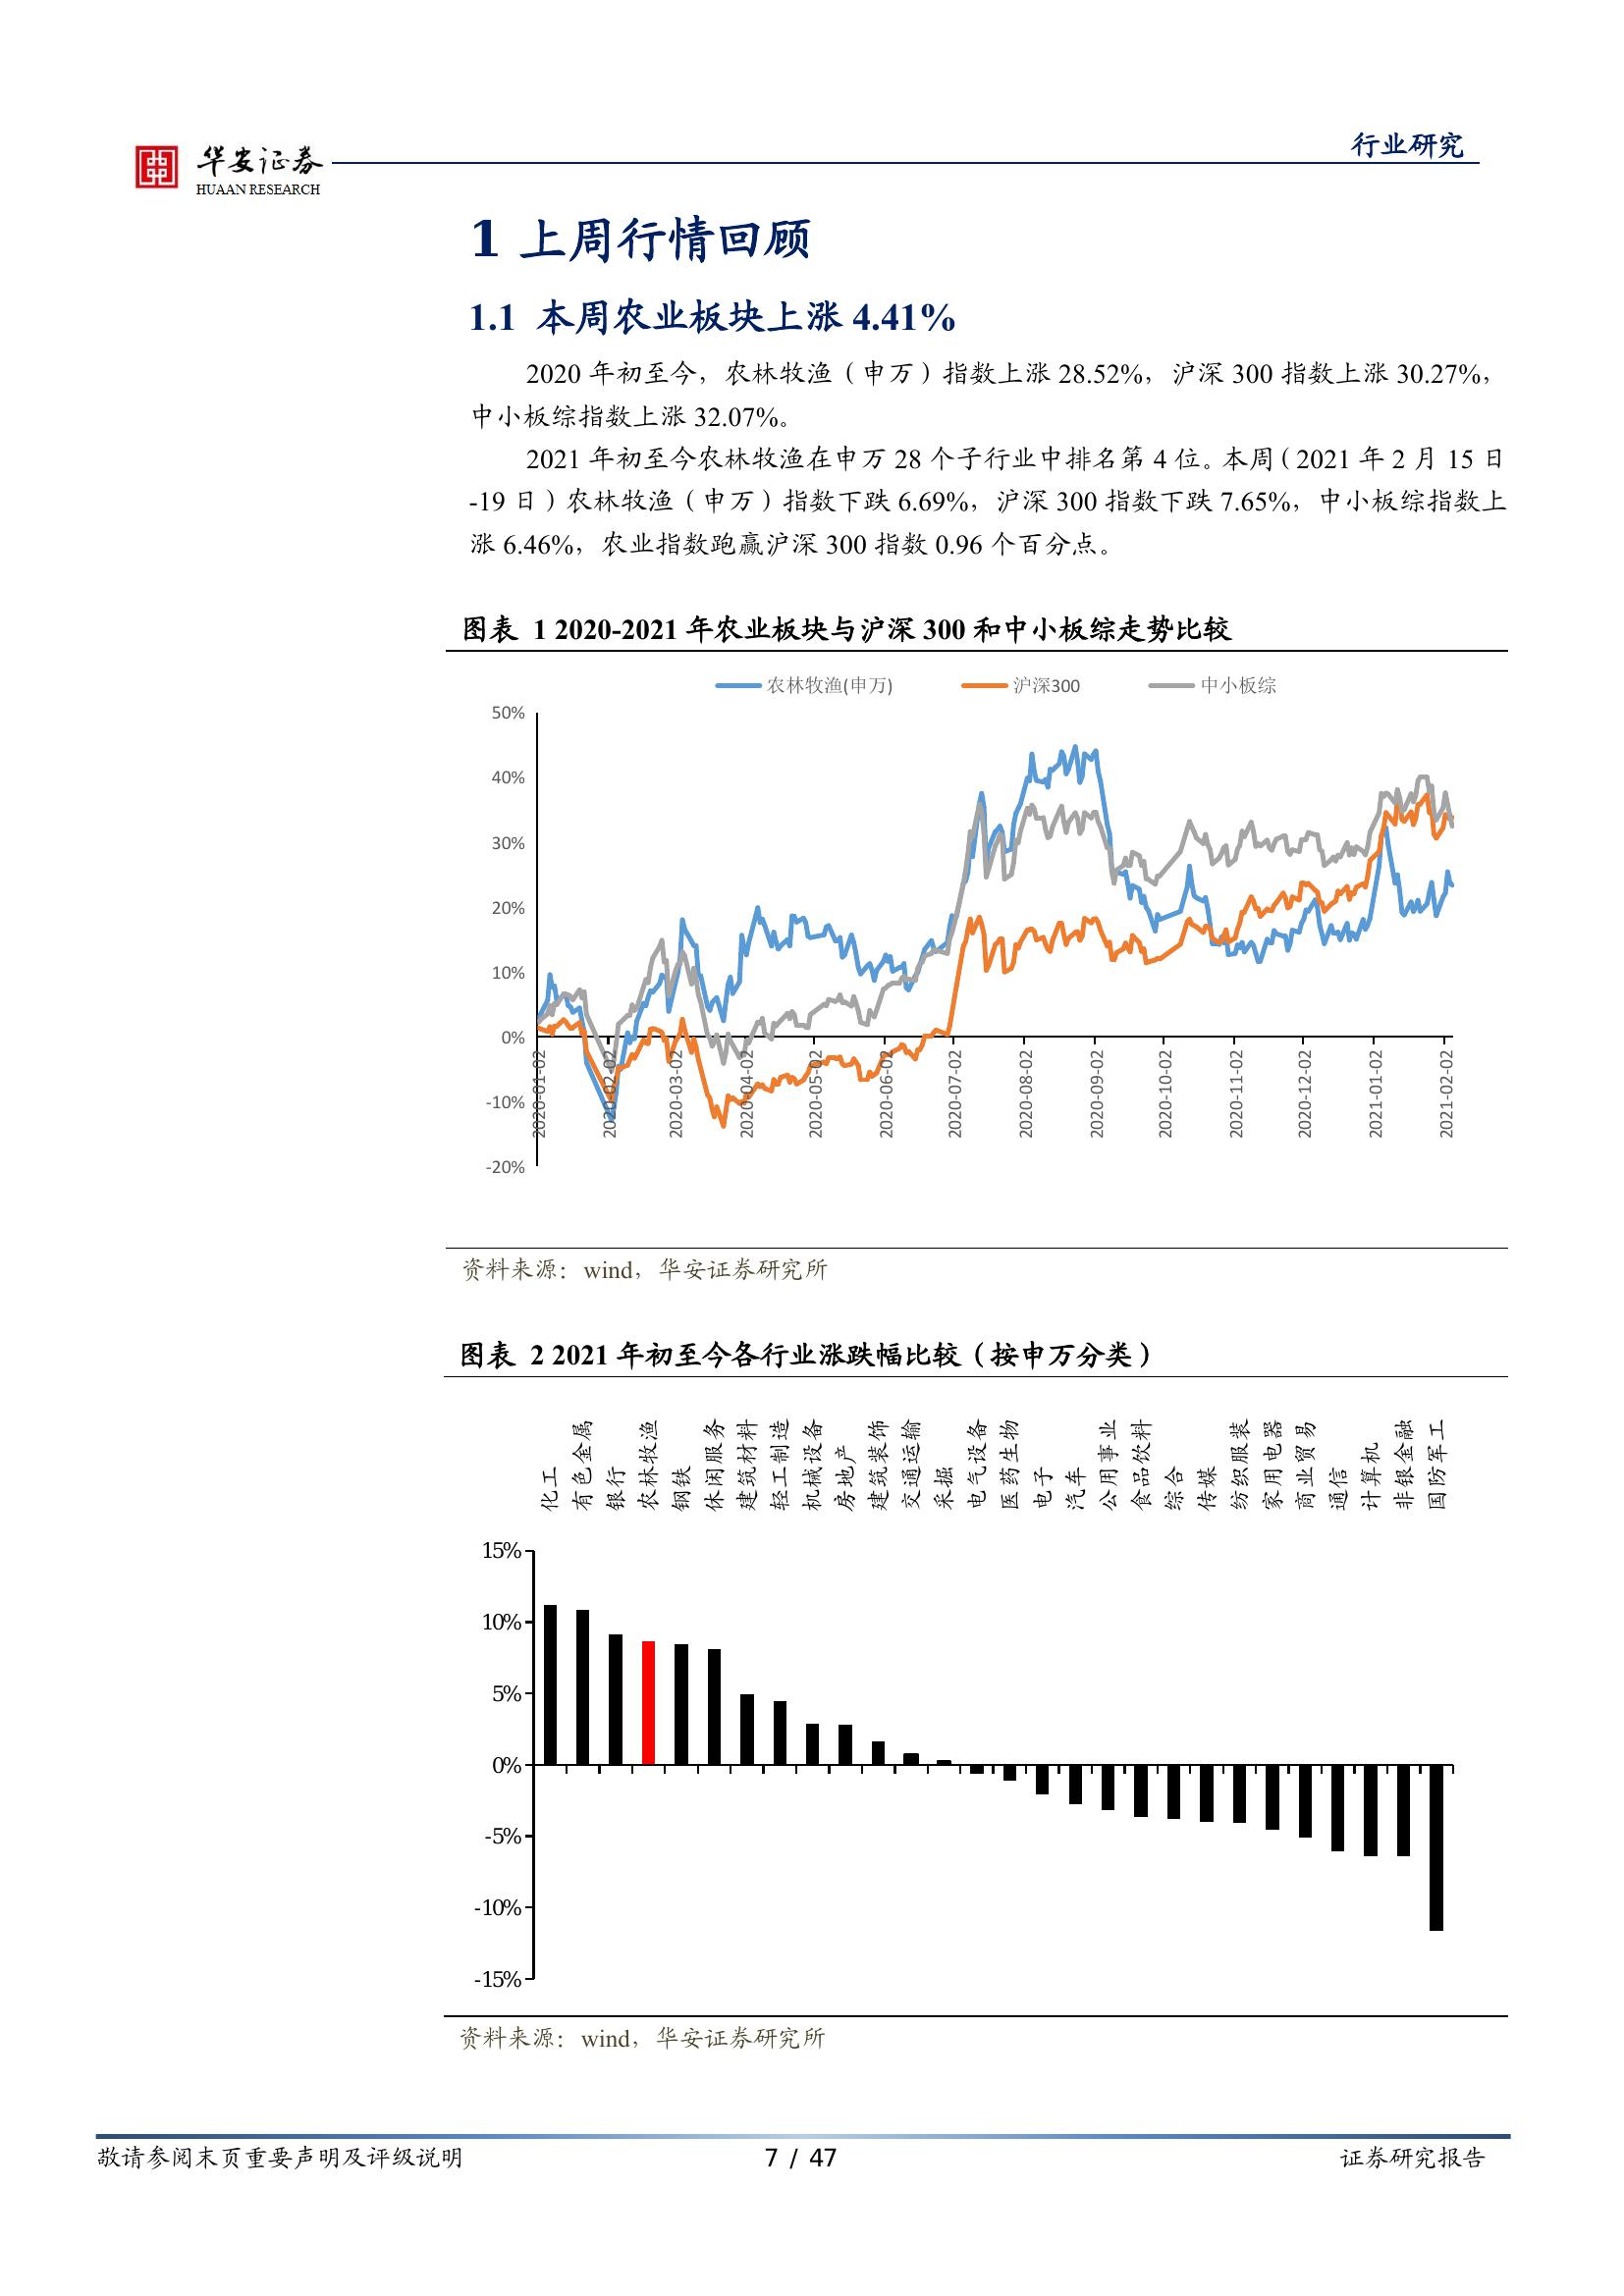 华安证券
HUAAN RESEARCH
行业研究
1 上周行情回顾
1.1 本周农业板块上涨 4.41%
2020 年初至今，农林牧渔（申万）指数上涨 28.52%，沪深 300 指数上涨 30.27%，
中小板综指数上涨 32.07%。
2021 年初至今农林牧渔在申万 28 个子行业中排名第 4 位。本周（2021 年 2 月 15 日
-19 日）农林牧渔（申万）指数下跌 6.69%，沪深 300 指数下跌 7.65%，中小板综指数上
涨 6.46%，农业指数跑赢沪深 300 指数 0.96 个百分点。
图表 1 2020-2021 年农业板块与沪深 300 和中小板综走势比较
农林牧渔(申万) 沪深300 中小板综
50%
40%
30%
20%
10%
0%
-10%
-20%
2020-01-02
2020-02-02
2020-03-02
2020-04-02
2020-05-02
2020-06-02
2020-07-02
2020-08-02
2020-09-02
2020-10-02
2020-11-02
2020-12-02
2021-01-02
2021-02-02
资料来源：wind，华安证券研究所
图表 2 2021 年初至今各行业涨跌幅比较（按申万分类）
化工
有色金属
银行
农林牧渔
钢铁
休闲服务
建筑材料
轻工制造
机械设备
房地产
建筑装饰
交通运输
采掘
电气设备
医药生物
电子
汽车
公用事业
食品饮料
综合
传媒
纺织服装
家用电器
商业贸易
通信
计算机
非银金融
国防军工
15%
10%
5%
0%
-5%
-10%
-15%
资料来源：wind，华安证券研究所
敬请参阅末页重要声明及评级说明 7 / 47 证券研究报告